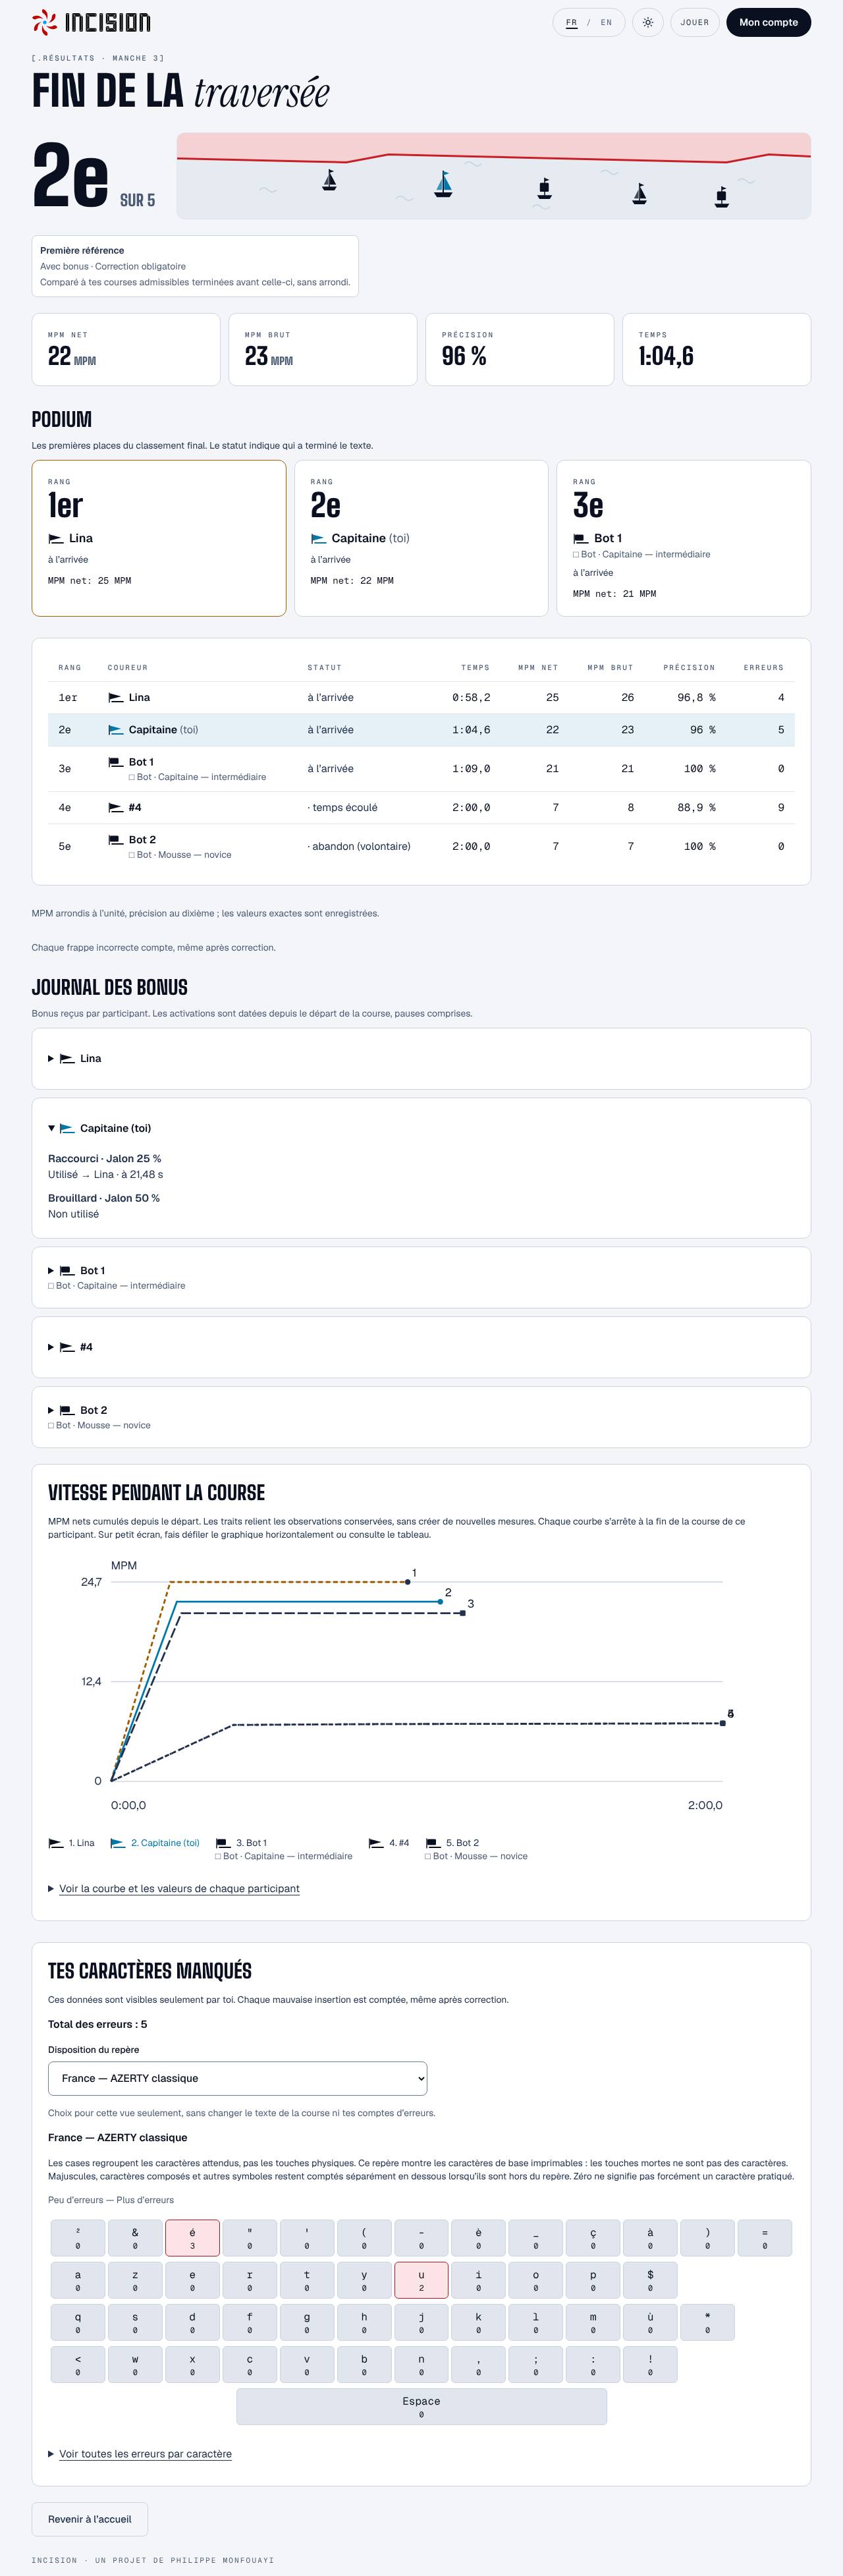 INCISION
FR / EN
JOUER
Mon compte
[.RÉSULTATS · MANCHE 3]
FIN DE LA traversée
2e SUR 5
Première référence
Avec bonus · Correction obligatoire
Comparé à tes courses admissibles terminées avant celle-ci, sans arrondi.
MPM NET
22 MPM
MPM BRUT
23 MPM
PRÉCISION
96 %
TEMPS
1:04,6
PODIUM
Les premières places du classement final. Le statut indique qui a terminé le texte.
RANG
1er
Lina
à l’arrivée
MPM net: 25 MPM
RANG
2e
Capitaine (toi)
à l’arrivée
MPM net: 22 MPM
RANG
3e
Bot 1
□ Bot · Capitaine — intermédiaire
à l’arrivée
MPM net: 21 MPM
RANG COUREUR STATUT TEMPS MPM NET MPM BRUT PRÉCISION ERREURS
1er Lina à l’arrivée 0:58,2 25 26 96,8 % 4
2e Capitaine (toi) à l’arrivée 1:04,6 22 23 96 % 5
3e Bot 1 à l’arrivée 1:09,0 21 21 100 % 0
□ Bot · Capitaine — intermédiaire
4e #4 · temps écoulé 2:00,0 7 8 88,9 % 9
5e Bot 2 · abandon (volontaire) 2:00,0 7 7 100 % 0
□ Bot · Mousse — novice
MPM arrondis à l’unité, précision au dixième ; les valeurs exactes sont enregistrées.
Chaque frappe incorrecte compte, même après correction.
JOURNAL DES BONUS
Bonus reçus par participant. Les activations sont datées depuis le départ de la course, pauses comprises.
▶ Lina
▼ Capitaine (toi)
Raccourci · Jalon 25 %
Utilisé → Lina · à 21,48 s
Brouillard · Jalon 50 %
Non utilisé
▶ Bot 1
□ Bot · Capitaine — intermédiaire
▶ #4
▶ Bot 2
□ Bot · Mousse — novice
VITESSE PENDANT LA COURSE
MPM nets cumulés depuis le départ. Les traits relient les observations conservées, sans créer de nouvelles mesures. Chaque courbe s’arrête à la fin de la course de ce
participant. Sur petit écran, fais défiler le graphique horizontalement ou consulte le tableau.
MPM
24,7
1
2
3
12,4
0
0:00,0 2:00,0
1. Lina
2. Capitaine (toi)
3. Bot 1
□ Bot · Capitaine — intermédiaire
4. #4
5. Bot 2
□ Bot · Mousse — novice
▶ Voir la courbe et les valeurs de chaque participant
TES CARACTÈRES MANQUÉS
Ces données sont visibles seulement par toi. Chaque mauvaise insertion est comptée, même après correction.
Total des erreurs : 5
Disposition du repère
France — AZERTY classique
Choix pour cette vue seulement, sans changer le texte de la course ni tes comptes d’erreurs.
France — AZERTY classique
Les cases regroupent les caractères attendus, pas les touches physiques. Ce repère montre les caractères de base imprimables : les touches mortes ne sont pas des caractères.
Majuscules, caractères composés et autres symboles restent comptés séparément en dessous lorsqu’ils sont hors du repère. Zéro ne signifie pas forcément un caractère pratiqué.
Peu d’erreurs — Plus d’erreurs
² & é " ' ( - è _ ç à ) =
0 0 3 0 0 0 0 0 0 0 0 0 0
a z e r t y u i o p $
0 0 0 0 0 0 2 0 0 0 0
q s d f g h j k l m ù *
0 0 0 0 0 0 0 0 0 0 0 0
< w x c v b n , ; : !
0 0 0 0 0 0 0 0 0 0 0
Espace
0
▶ Voir toutes les erreurs par caractère
Revenir à l’accueil
INCISION · UN PROJET DE PHILIPPE MONFOUAYI